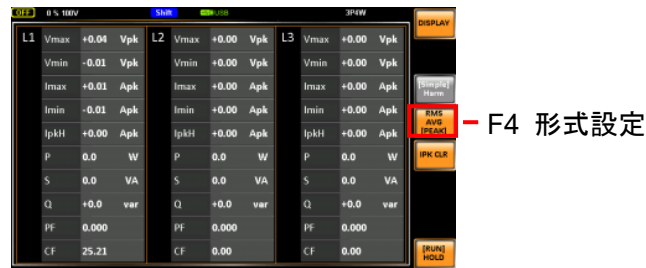 OFF 0 % 100V Shift USB 3P4W DISPLAY
L1 Vmax +0.04 Vpk L2 Vmax +0.00 Vpk L3 Vmax +0.00 Vpk
Vmin -0.01 Vpk Vmin +0.00 Vpk Vmin +0.00 Vpk
Imax +0.01 Apk Imax +0.00 Apk Imax +0.00 Apk [Simple]
Harm
Imin -0.01 Apk Imin +0.00 Apk Imin +0.00 Apk RMS
AVG
[PEAK] F4 形式設定
IpkH +0.00 Apk IpkH +0.00 Apk IpkH +0.00 Apk
P 0.0 W P 0.0 W P 0.0 W IPK CLR
S 0.0 VA S 0.0 VA S 0.0 VA
Q +0.0 var Q +0.0 var Q +0.0 var
PF 0.000 PF 0.000 PF 0.000
CF 25.21 CF 0.00 CF 0.00 [RUN]
HOLD